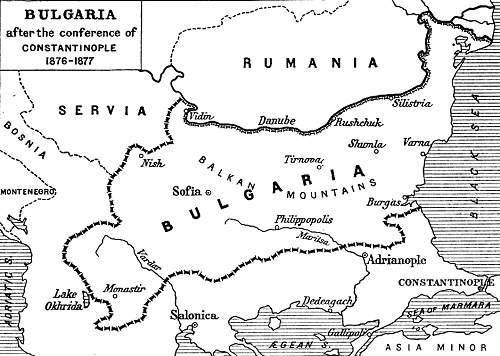 BULGARIA
after the conference of
CONSTANTINOPLE
1876-1877
RUMANIA
SERVIA
BOSNIA
MONTENEGRO
Vidin
Danube
Silistria
Rushchuk
Nish
Shumla
Varna
Tirnova
BALKAN
MOUNTAINS
Sofia
BULGARIA
Burgas
BLACK SEA
Philippopolis
Maritsa
Vardar
Adrianople
CONSTANTINOPLE
Monastir
Lake
Okhrida
Dedeagach
SEA OF MARMARA
Salonica
Gallipoli
ÆGEAN S.
ASIA MINOR
ADRIATIC S.